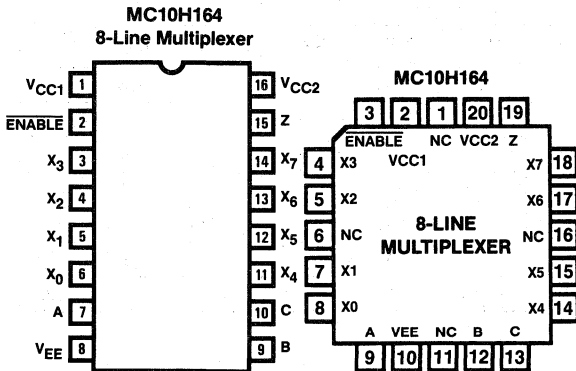 MC10H164
8-Line Multiplexer
VCC1 1 16 VCC2
ENABLE 2 15 Z
X3 3 14 X7
X2 4 13 X6
X1 5 12 X5
X0 6 11 X4
A 7 10 C
VEE 8 9 B
MC10H164
3 2 1 20 19
ENABLE NC VCC2 Z
VCC1
4 X3 X7 18
5 X2 X6 17
6 NC NC 16
8-LINE
MULTIPLEXER
7 X1 X5 15
8 X0 X4 14
A VEE NC B C
9 10 11 12 13